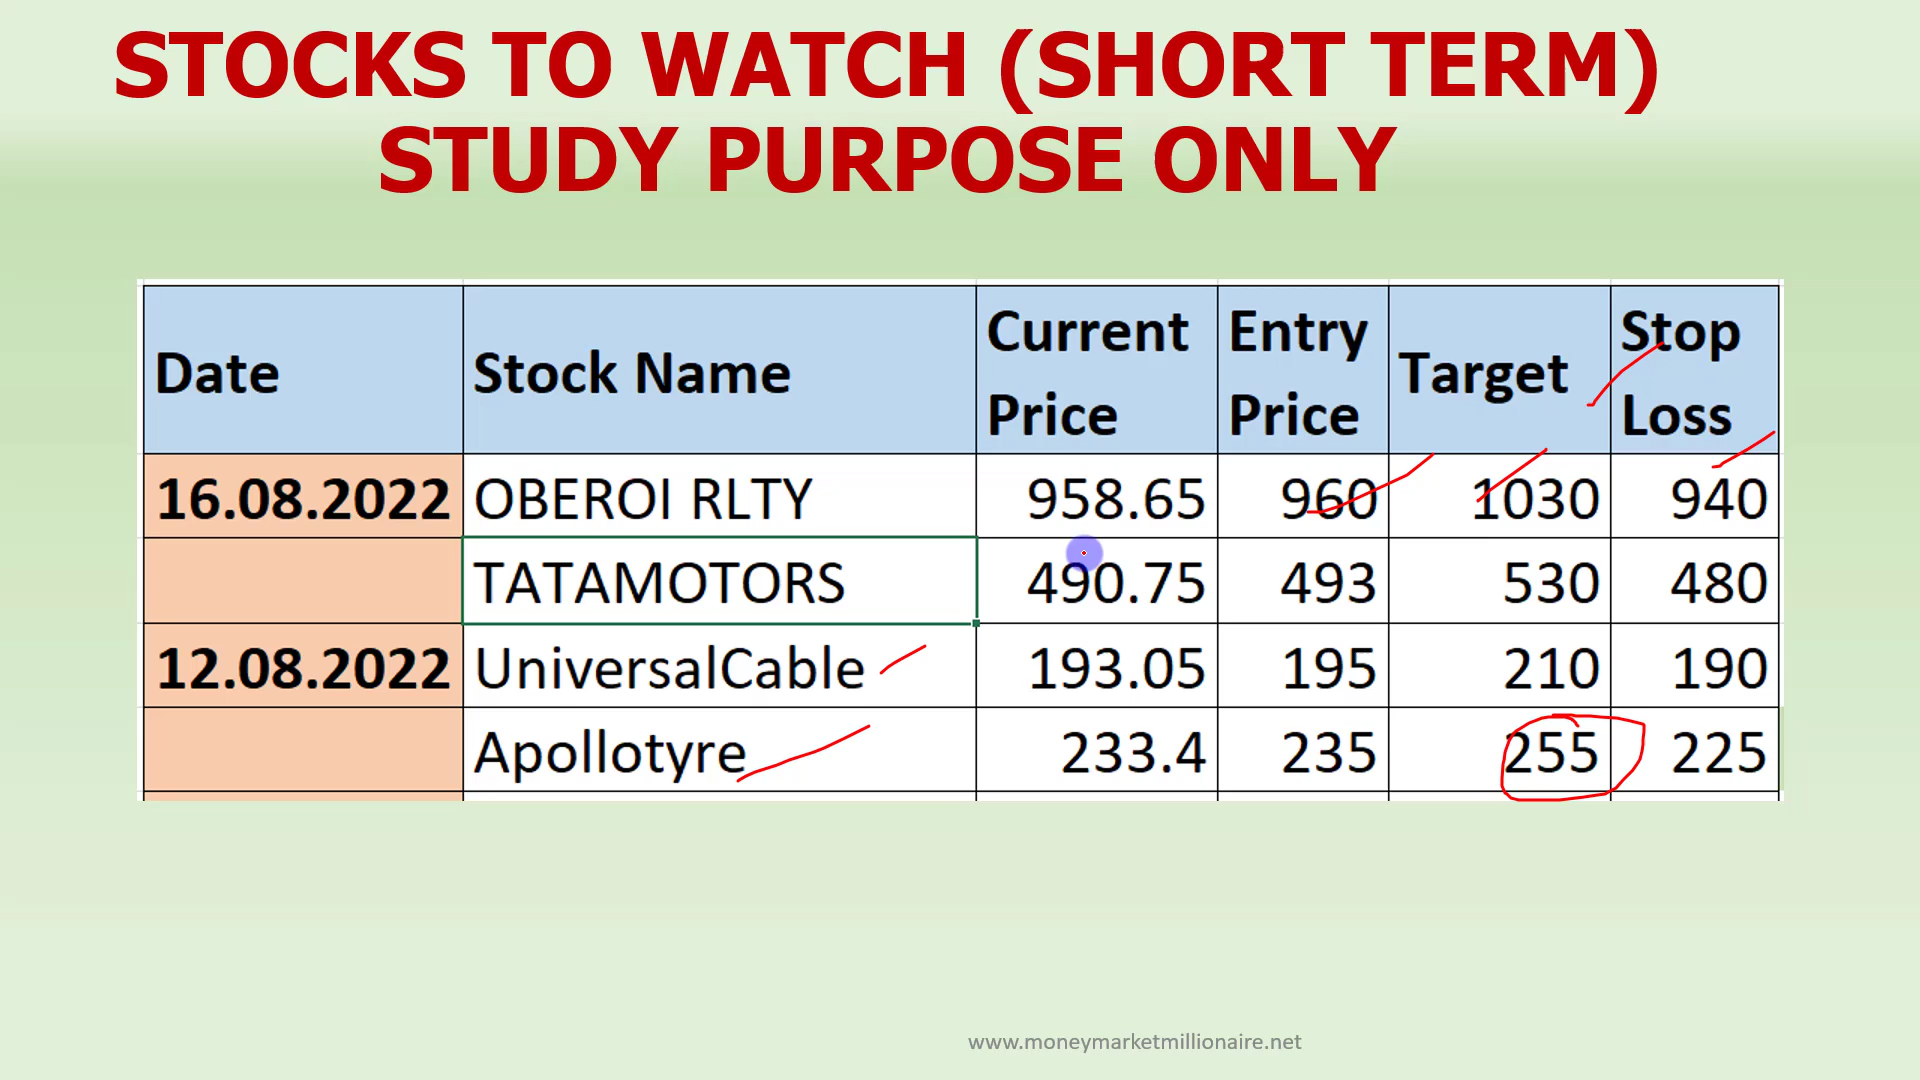 STOCKS TO WATCH (SHORT TERM)
STUDY PURPOSE ONLY
Date Stock Name Current Price Entry Price Target Stop Loss
16.08.2022 OBEROI RLTY 958.65 960 1030 940
TATAMOTORS 490.75 493 530 480
12.08.2022 UniversalCable 193.05 195 210 190
Apollotyre 233.4 235 255 225
www.moneymarketmillionaire.net